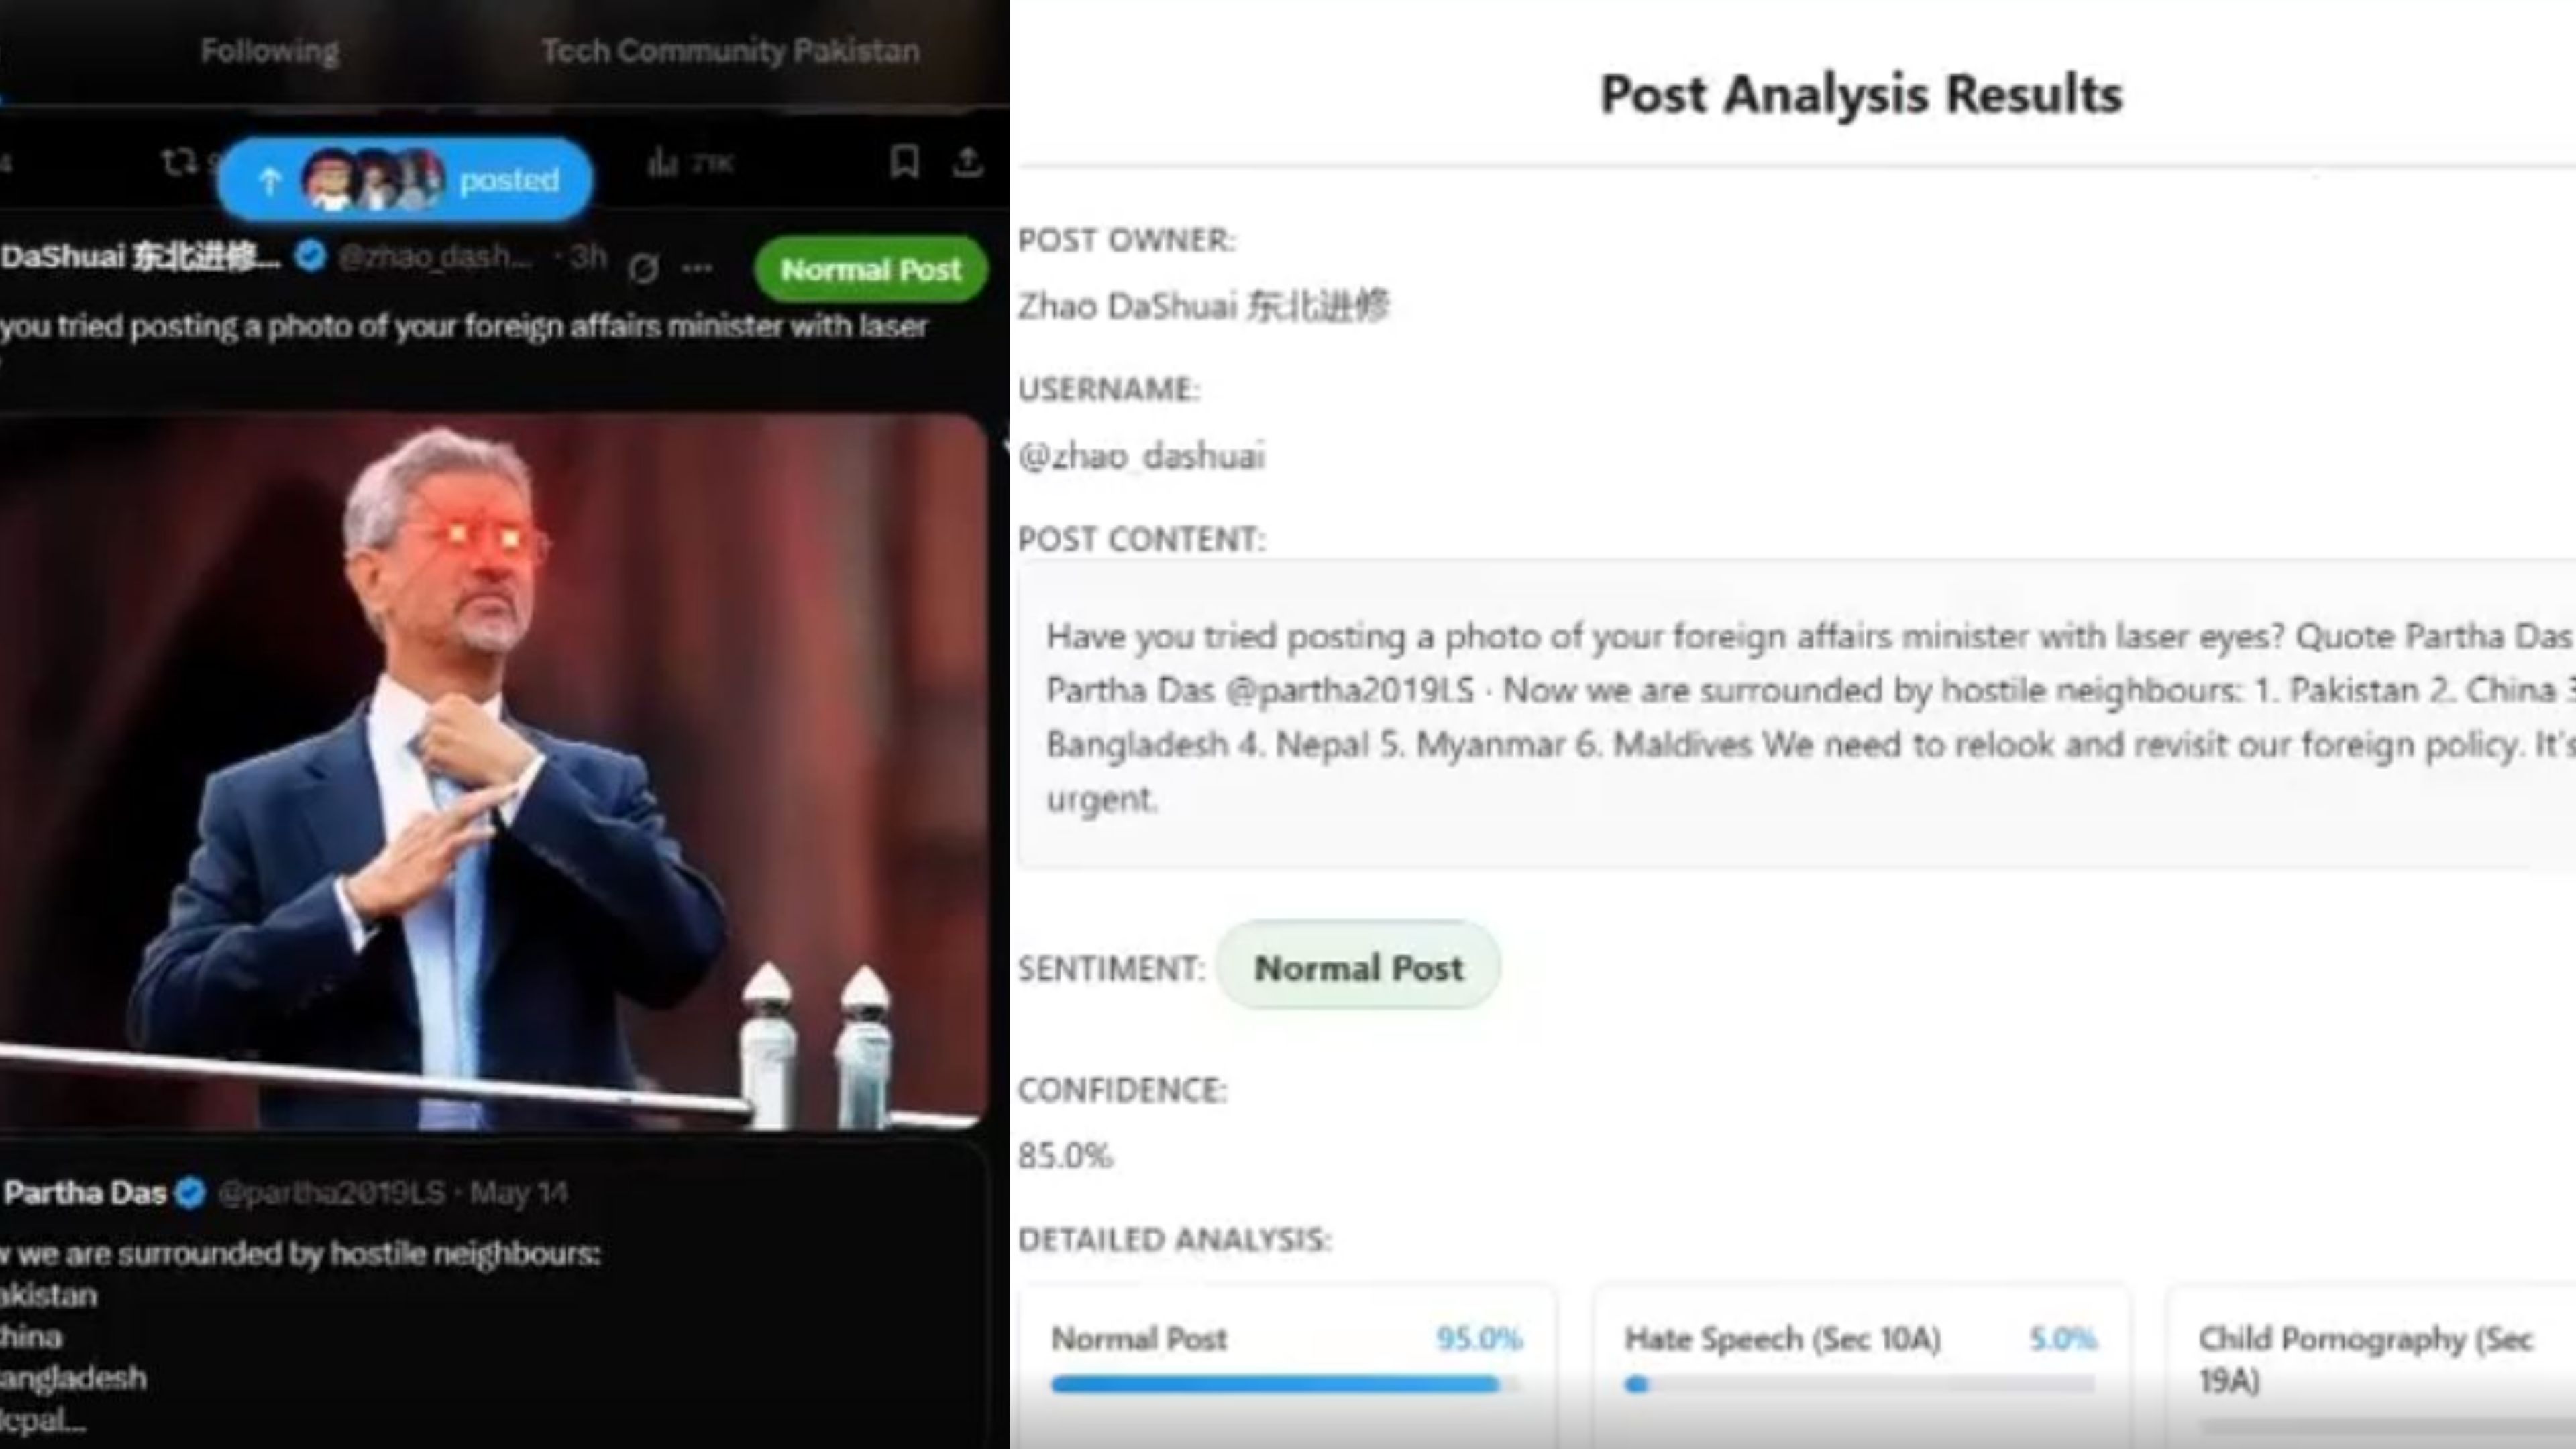 Following
Tech Community Pakistan
posted
71K
DaShuai 东北进修...
@zhao_dash...
· 3h
Normal Post
you tried posting a photo of your foreign affairs minister with laser
Partha Das
@partha2019LS · May 14
we are surrounded by hostile neighbours:
akistan
hina
angladesh
epal...
Post Analysis Results
POST OWNER:
Zhao DaShuai 东北进修
USERNAME:
@zhao_dashuai
POST CONTENT:
Have you tried posting a photo of your foreign affairs minister with laser eyes? Quote Partha Das
Partha Das @partha2019LS · Now we are surrounded by hostile neighbours: 1. Pakistan 2. China 3
Bangladesh 4. Nepal 5. Myanmar 6. Maldives We need to relook and revisit our foreign policy. It's
urgent.
SENTIMENT:
Normal Post
CONFIDENCE:
85.0%
DETAILED ANALYSIS:
Normal Post
95.0%
Hate Speech (Sec 10A)
5.0%
Child Pornography (Sec
19A)